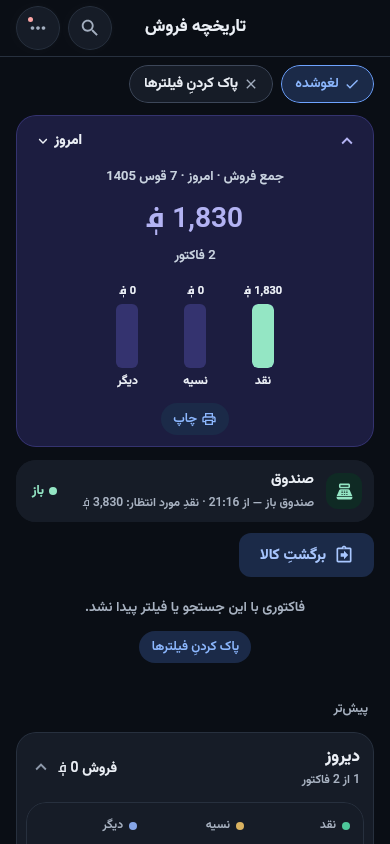 تاریخچه فروش
لغوشده
پاک کردنِ فیلترها
امروز
جمع فروش · امروز · 7 قوس 1405
1,830 ؋
2 فاکتور
1,830 ؋
0 ؋
0 ؋
نقد
نسیه
دیگر
چاپ
صندوق
صندوق باز — از 21:16 · نقدِ مورد انتظار: 3,830 ؋
باز
برگشتِ کالا
فاکتوری با این جستجو یا فیلتر پیدا نشد.
پاک کردنِ فیلترها
پیش‌تر
دیروز
فروش 0 ؋
1 از 2 فاکتور
نقد
نسیه
دیگر